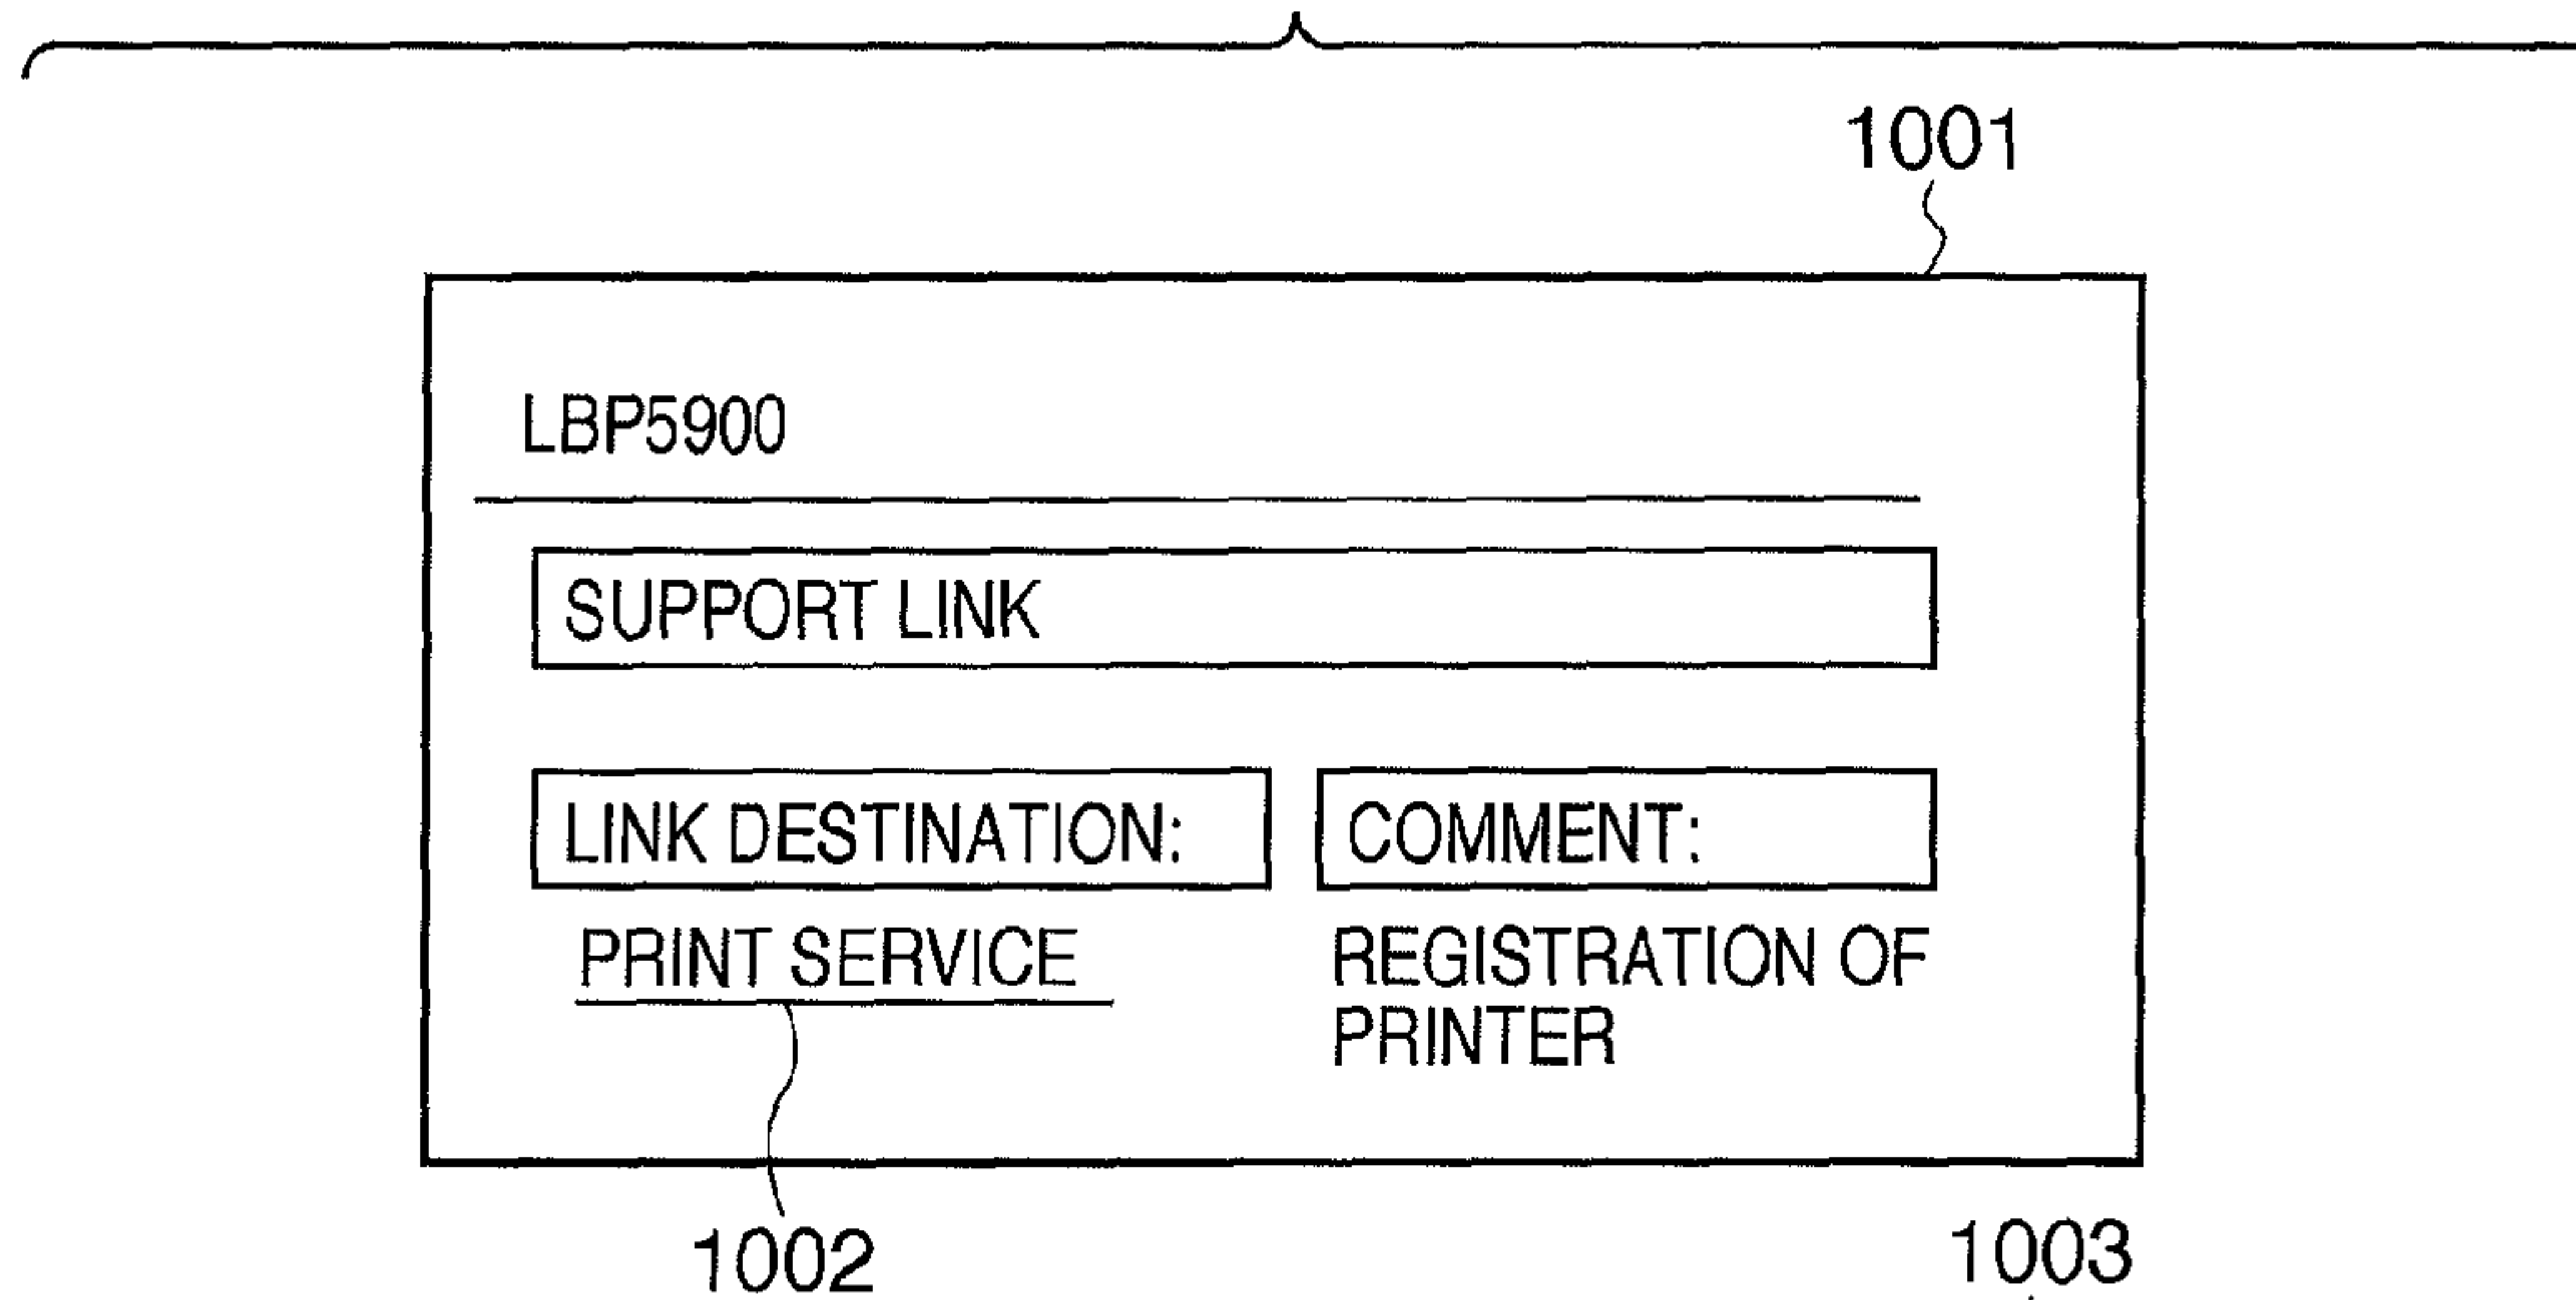 1001
LBP5900
SUPPORT LINK
LINK DESTINATION: COMMENT:
PRINT SERVICE REGISTRATION OF
PRINTER
1002
1003